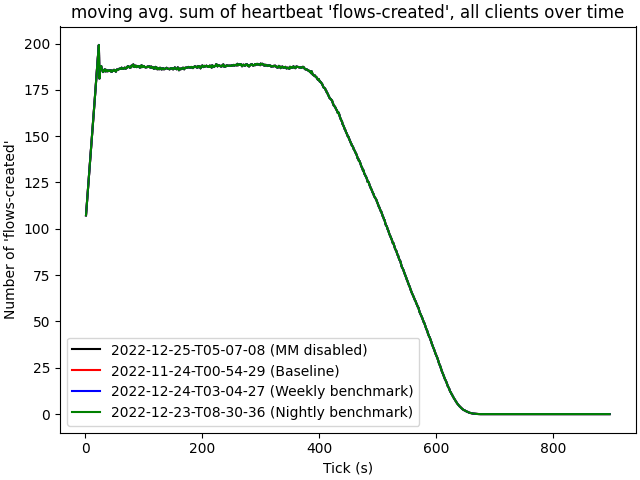 moving avg. sum of heartbeat 'flows-created', all clients over time
Number of 'flows-created'
200
175
150
125
100
75
50
25
0
2022-12-25-T05-07-08 (MM disabled)
2022-11-24-T00-54-29 (Baseline)
2022-12-24-T03-04-27 (Weekly benchmark)
2022-12-23-T08-30-36 (Nightly benchmark)
0 200 400 600 800
Tick (s)